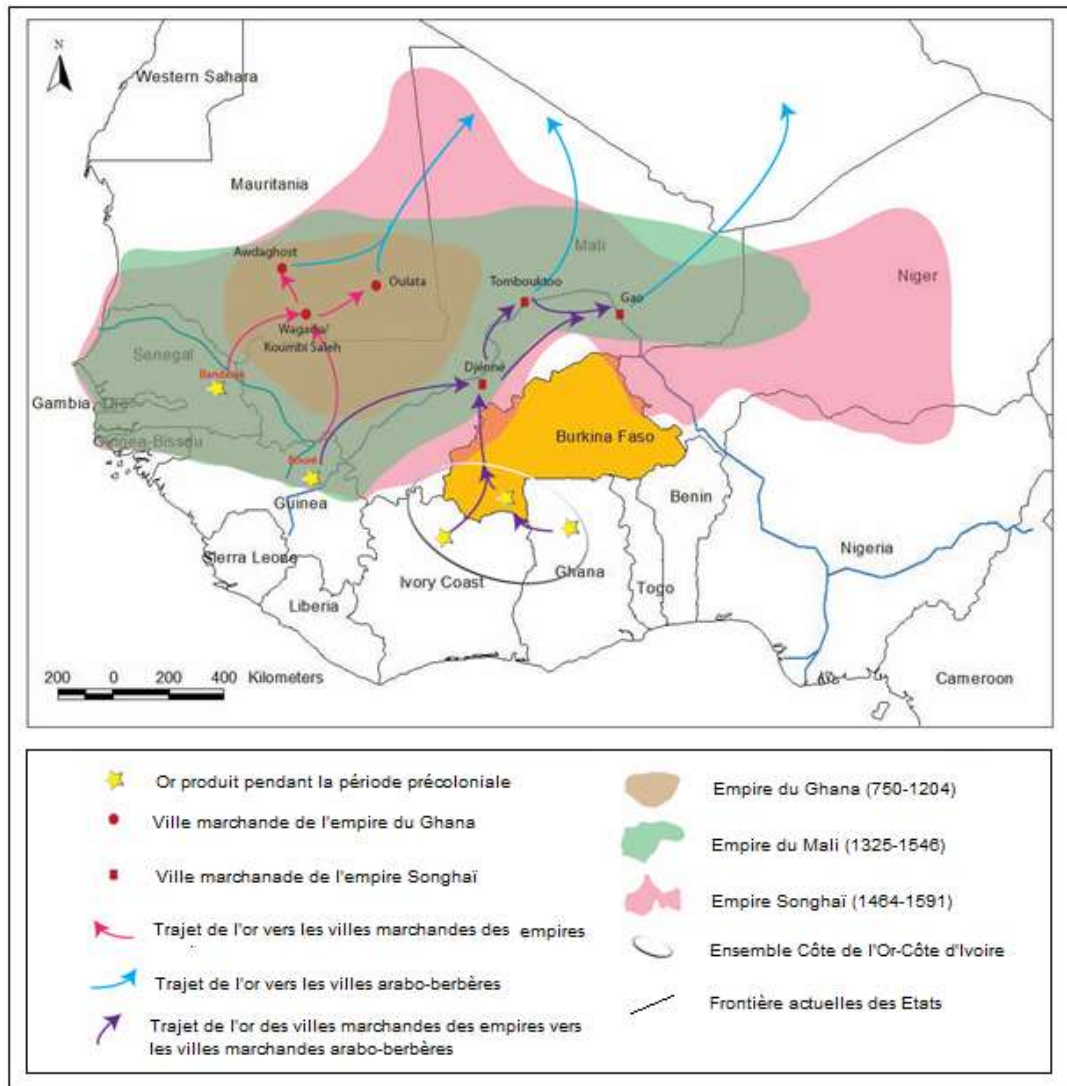 N
Western Sahara
Mauritania
Awdaghost
Oulata
Mali
Niger
Tombouktoo
Gao
Roumbi Saleh
Senegal
Djenné
Gambia,
Guinea-Bissou
Burkina Faso
Guinea
Benin
Sierra Leone
Ivory Coast
Ghana
Togo
Nigeria
Liberia
Cameroon
200 0 200 400 Kilometers
Or produit pendant la période précoloniale
Ville marchande de l'empire du Ghana
Ville marchanade de l'empire Songhaï
Trajet de l'or vers les villes marchandes des empires
Trajet de l'or vers les villes arabo-berbères
Trajet de l'or des villes marchandes des empires vers
les villes marchandes arabo-berbères
Empire du Ghana (750-1204)
Empire du Mali (1325-1546)
Empire Songhaï (1464-1591)
Ensemble Côte de l'Or-Côte d'Ivoire
Frontière actuelles des Etats